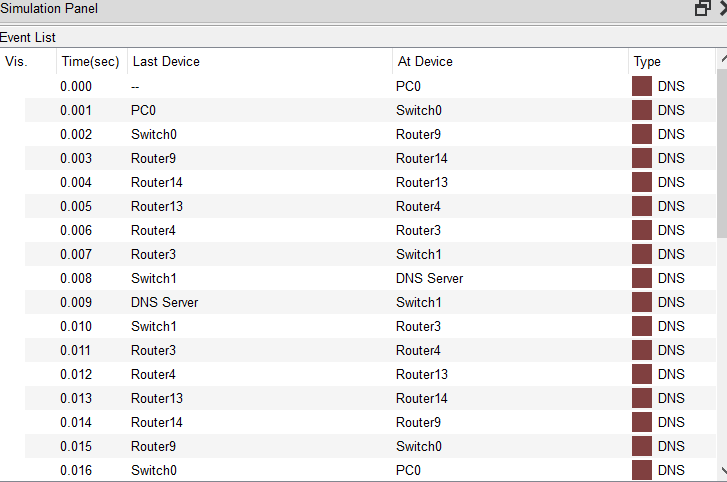 Simulation Panel
Event List
Vis. Time(sec) Last Device At Device Type
0.000 -- PC0 DNS
0.001 PC0 Switch0 DNS
0.002 Switch0 Router9 DNS
0.003 Router9 Router14 DNS
0.004 Router14 Router13 DNS
0.005 Router13 Router4 DNS
0.006 Router4 Router3 DNS
0.007 Router3 Switch1 DNS
0.008 Switch1 DNS Server DNS
0.009 DNS Server Switch1 DNS
0.010 Switch1 Router3 DNS
0.011 Router3 Router4 DNS
0.012 Router4 Router13 DNS
0.013 Router13 Router14 DNS
0.014 Router14 Router9 DNS
0.015 Router9 Switch0 DNS
0.016 Switch0 PC0 DNS